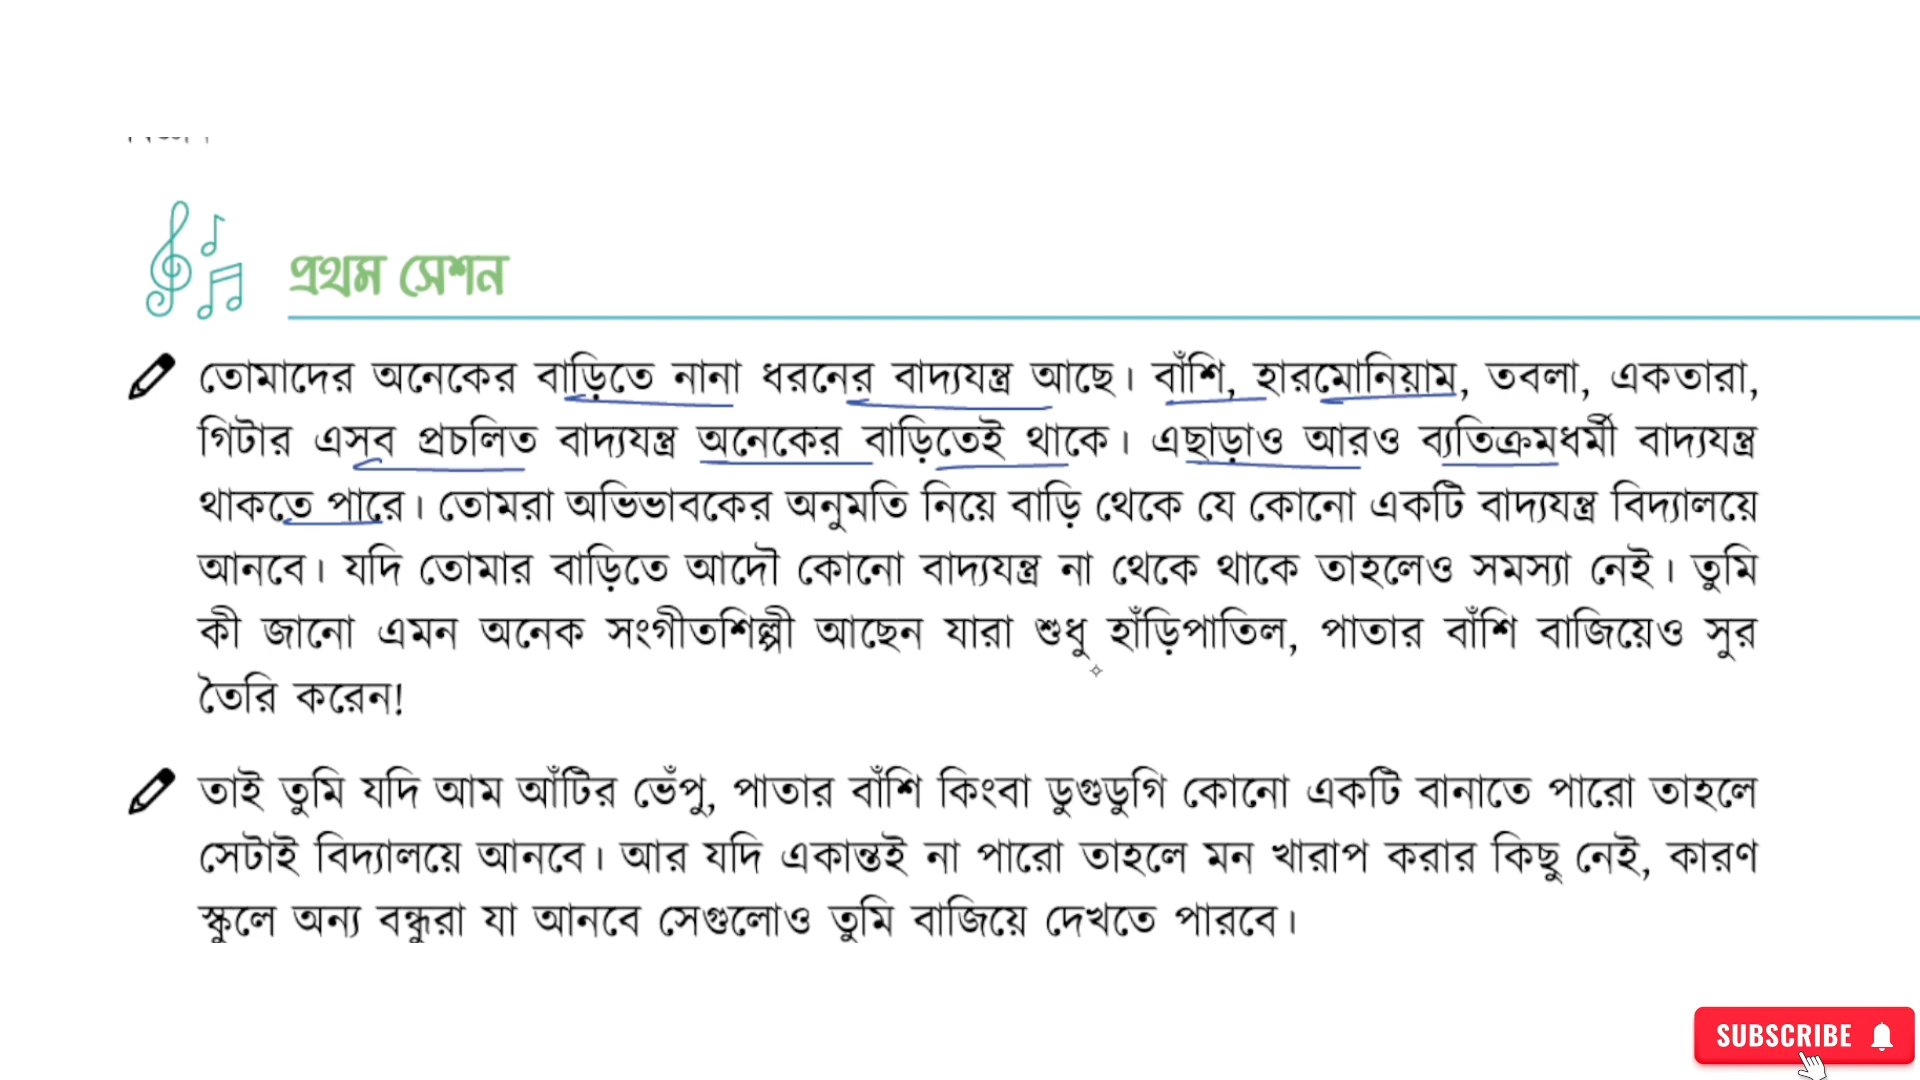 প্রথম সেশন
তোমাদের অনেকের বাড়িতে নানা ধরনের বাদ্যযন্ত্র আছে। বাঁশি, হারমোনিয়াম, তবলা, একতারা,
গিটার এসব প্রচলিত বাদ্যযন্ত্র অনেকের বাড়িতেই থাকে। এছাড়াও আরও ব্যতিক্রমধর্মী বাদ্যযন্ত্র
থাকতে পারে। তোমরা অভিভাবকের অনুমতি নিয়ে বাড়ি থেকে যে কোনো একটি বাদ্যযন্ত্র বিদ্যালয়ে
আনবে। যদি তোমার বাড়িতে আদৌ কোনো বাদ্যযন্ত্র না থেকে থাকে তাহলেও সমস্যা নেই। তুমি
কী জানো এমন অনেক সংগীতশিল্পী আছেন যারা শুধু হাঁড়িপাতিল, পাতার বাঁশি বাজিয়েও সুর
তৈরি করেন!
তাই তুমি যদি আম আঁটির ভেঁপু, পাতার বাঁশি কিংবা ডুগুডুগি কোনো একটি বানাতে পারো তাহলে
সেটাই বিদ্যালয়ে আনবে। আর যদি একান্তই না পারো তাহলে মন খারাপ করার কিছু নেই, কারণ
স্কুলে অন্য বন্ধুরা যা আনবে সেগুলোও তুমি বাজিয়ে দেখতে পারবে।
SUBSCRIBE